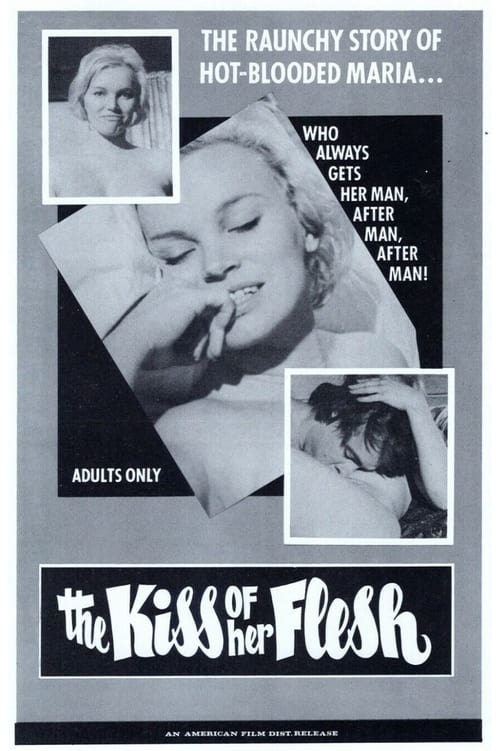 THE RAUNCHY STORY OF
HOT-BLOODED MARIA...
WHO
ALWAYS
GETS
HER MAN,
AFTER
MAN,
AFTER
MAN!
ADULTS ONLY
the Kiss OF her Flesh
AN AMERICAN FILM DIST. RELEASE